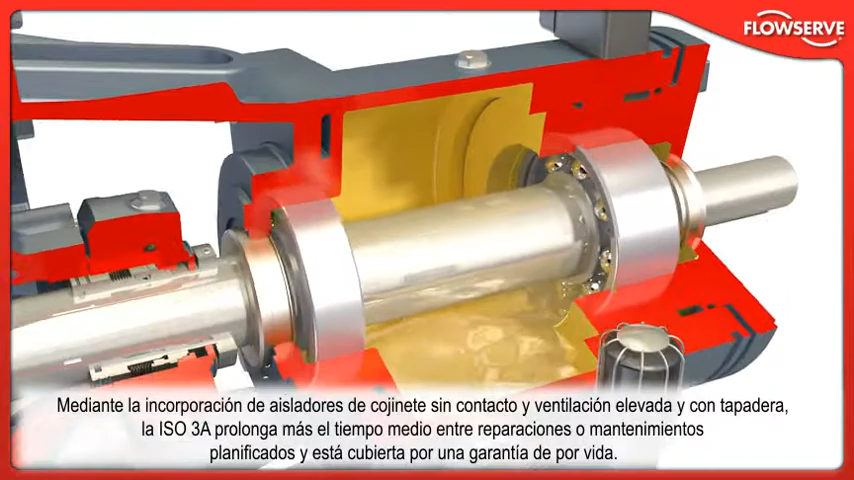 FLOWSERVE
Mediante la incorporación de aisladores de cojinete sin contacto y ventilación elevada y con tapadera,
la ISO 3A prolonga más el tiempo medio entre reparaciones o mantenimientos
planificados y está cubierta por una garantía de por vida.